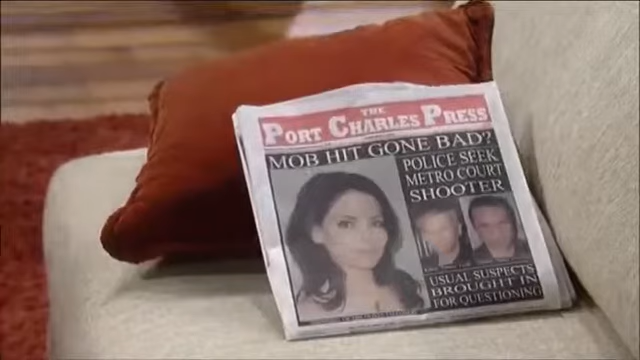 THE
PORT CHARLES PRESS
MOB HIT GONE BAD?
POLICE SEEK
METRO COURT
SHOOTER
USUAL SUSPECTS
BROUGHT IN
FOR QUESTIONING